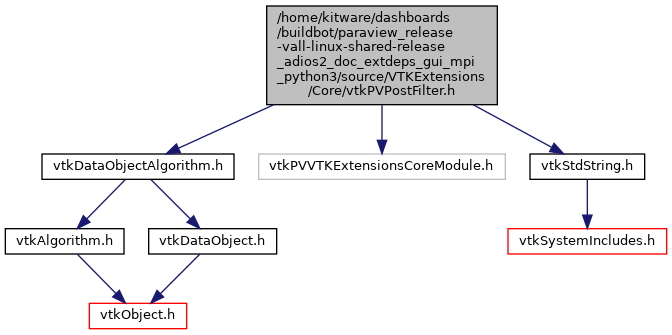 /home/kitware/dashboards
/buildbot/paraview_release
-vall-linux-shared-release
_adios2_doc_extdeps_gui_mpi
_python3/source/VTKExtensions
/Core/vtkPVPostFilter.h
vtkDataObjectAlgorithm.h
vtkPVVTKExtensionsCoreModule.h
vtkStdString.h
vtkAlgorithm.h
vtkDataObject.h
vtkSystemIncludes.h
vtkObject.h